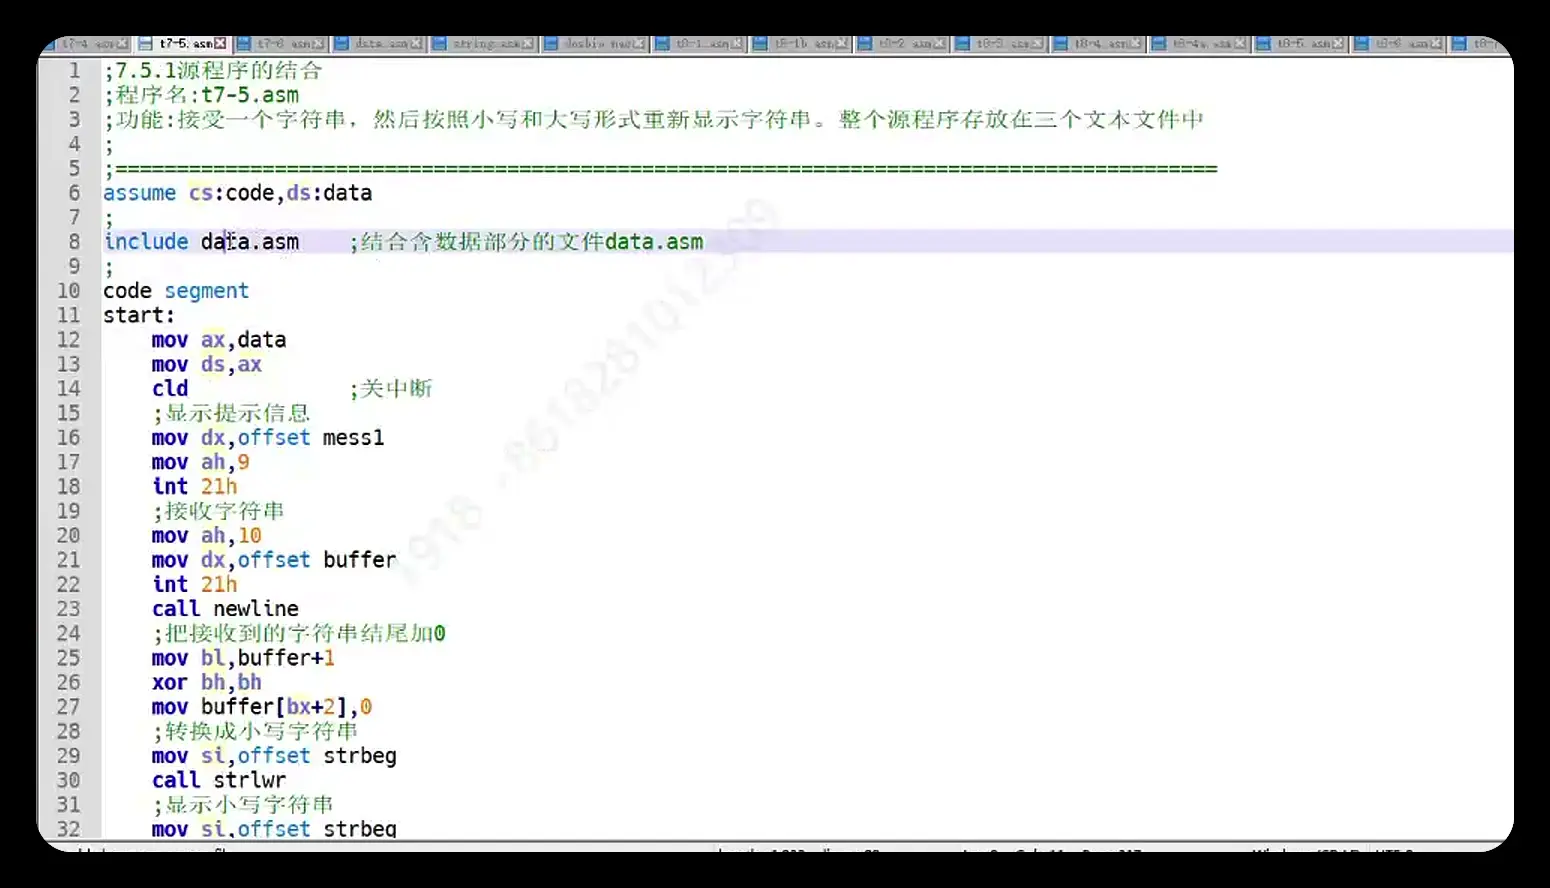 t7-4 asm t7-5.asm t7-6 asm data.asm string.asm t8-1.asm t8-1b asm t8-2 asm t8-3 asm t8-4.asm t8-4a.asm t8-5.asm t8-6 asm
1 ;7.5.1源程序的结合
2 ;程序名:t7-5.asm
3 ;功能:接受一个字符串，然后按照小写和大写形式重新显示字符串。整个源程序存放在三个文本文件中
4 ;
5 ;==========================================================================================
6 assume cs:code,ds:data
7 ;
8 include data.asm ;结合含数据部分的文件data.asm
9 ;
10 code segment
11 start:
12 mov ax,data
13 mov ds,ax
14 cld ;关中断
15 ;显示提示信息
16 mov dx,offset mess1
17 mov ah,9
18 int 21h
19 ;接收字符串
20 mov ah,10
21 mov dx,offset buffer
22 int 21h
23 call newline
24 ;把接收到的字符串结尾加0
25 mov bl,buffer+1
26 xor bh,bh
27 mov buffer[bx+2],0
28 ;转换成小写字符串
29 mov si,offset strbeg
30 call strlwr
31 ;显示小写字符串
32 mov si,offset strbeg